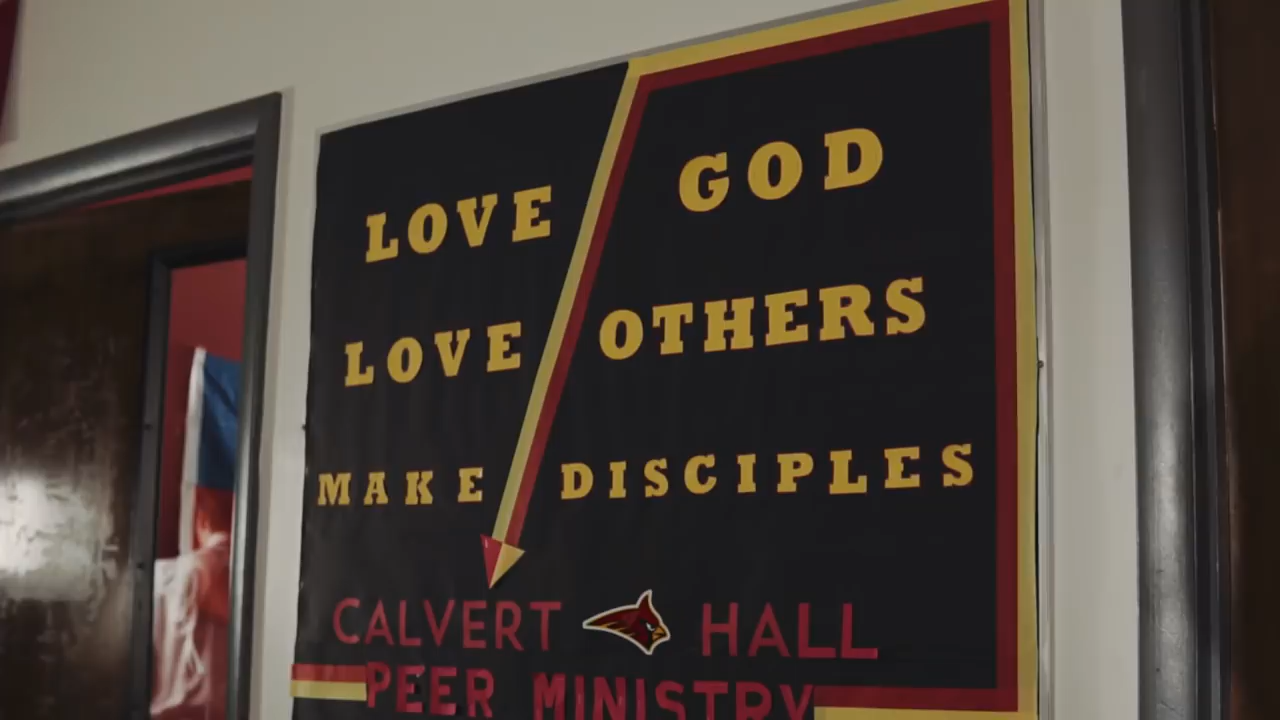 LOVE GOD
LOVE OTHERS
MAKE DISCIPLES
CALVERT HALL
PEER MINISTRY